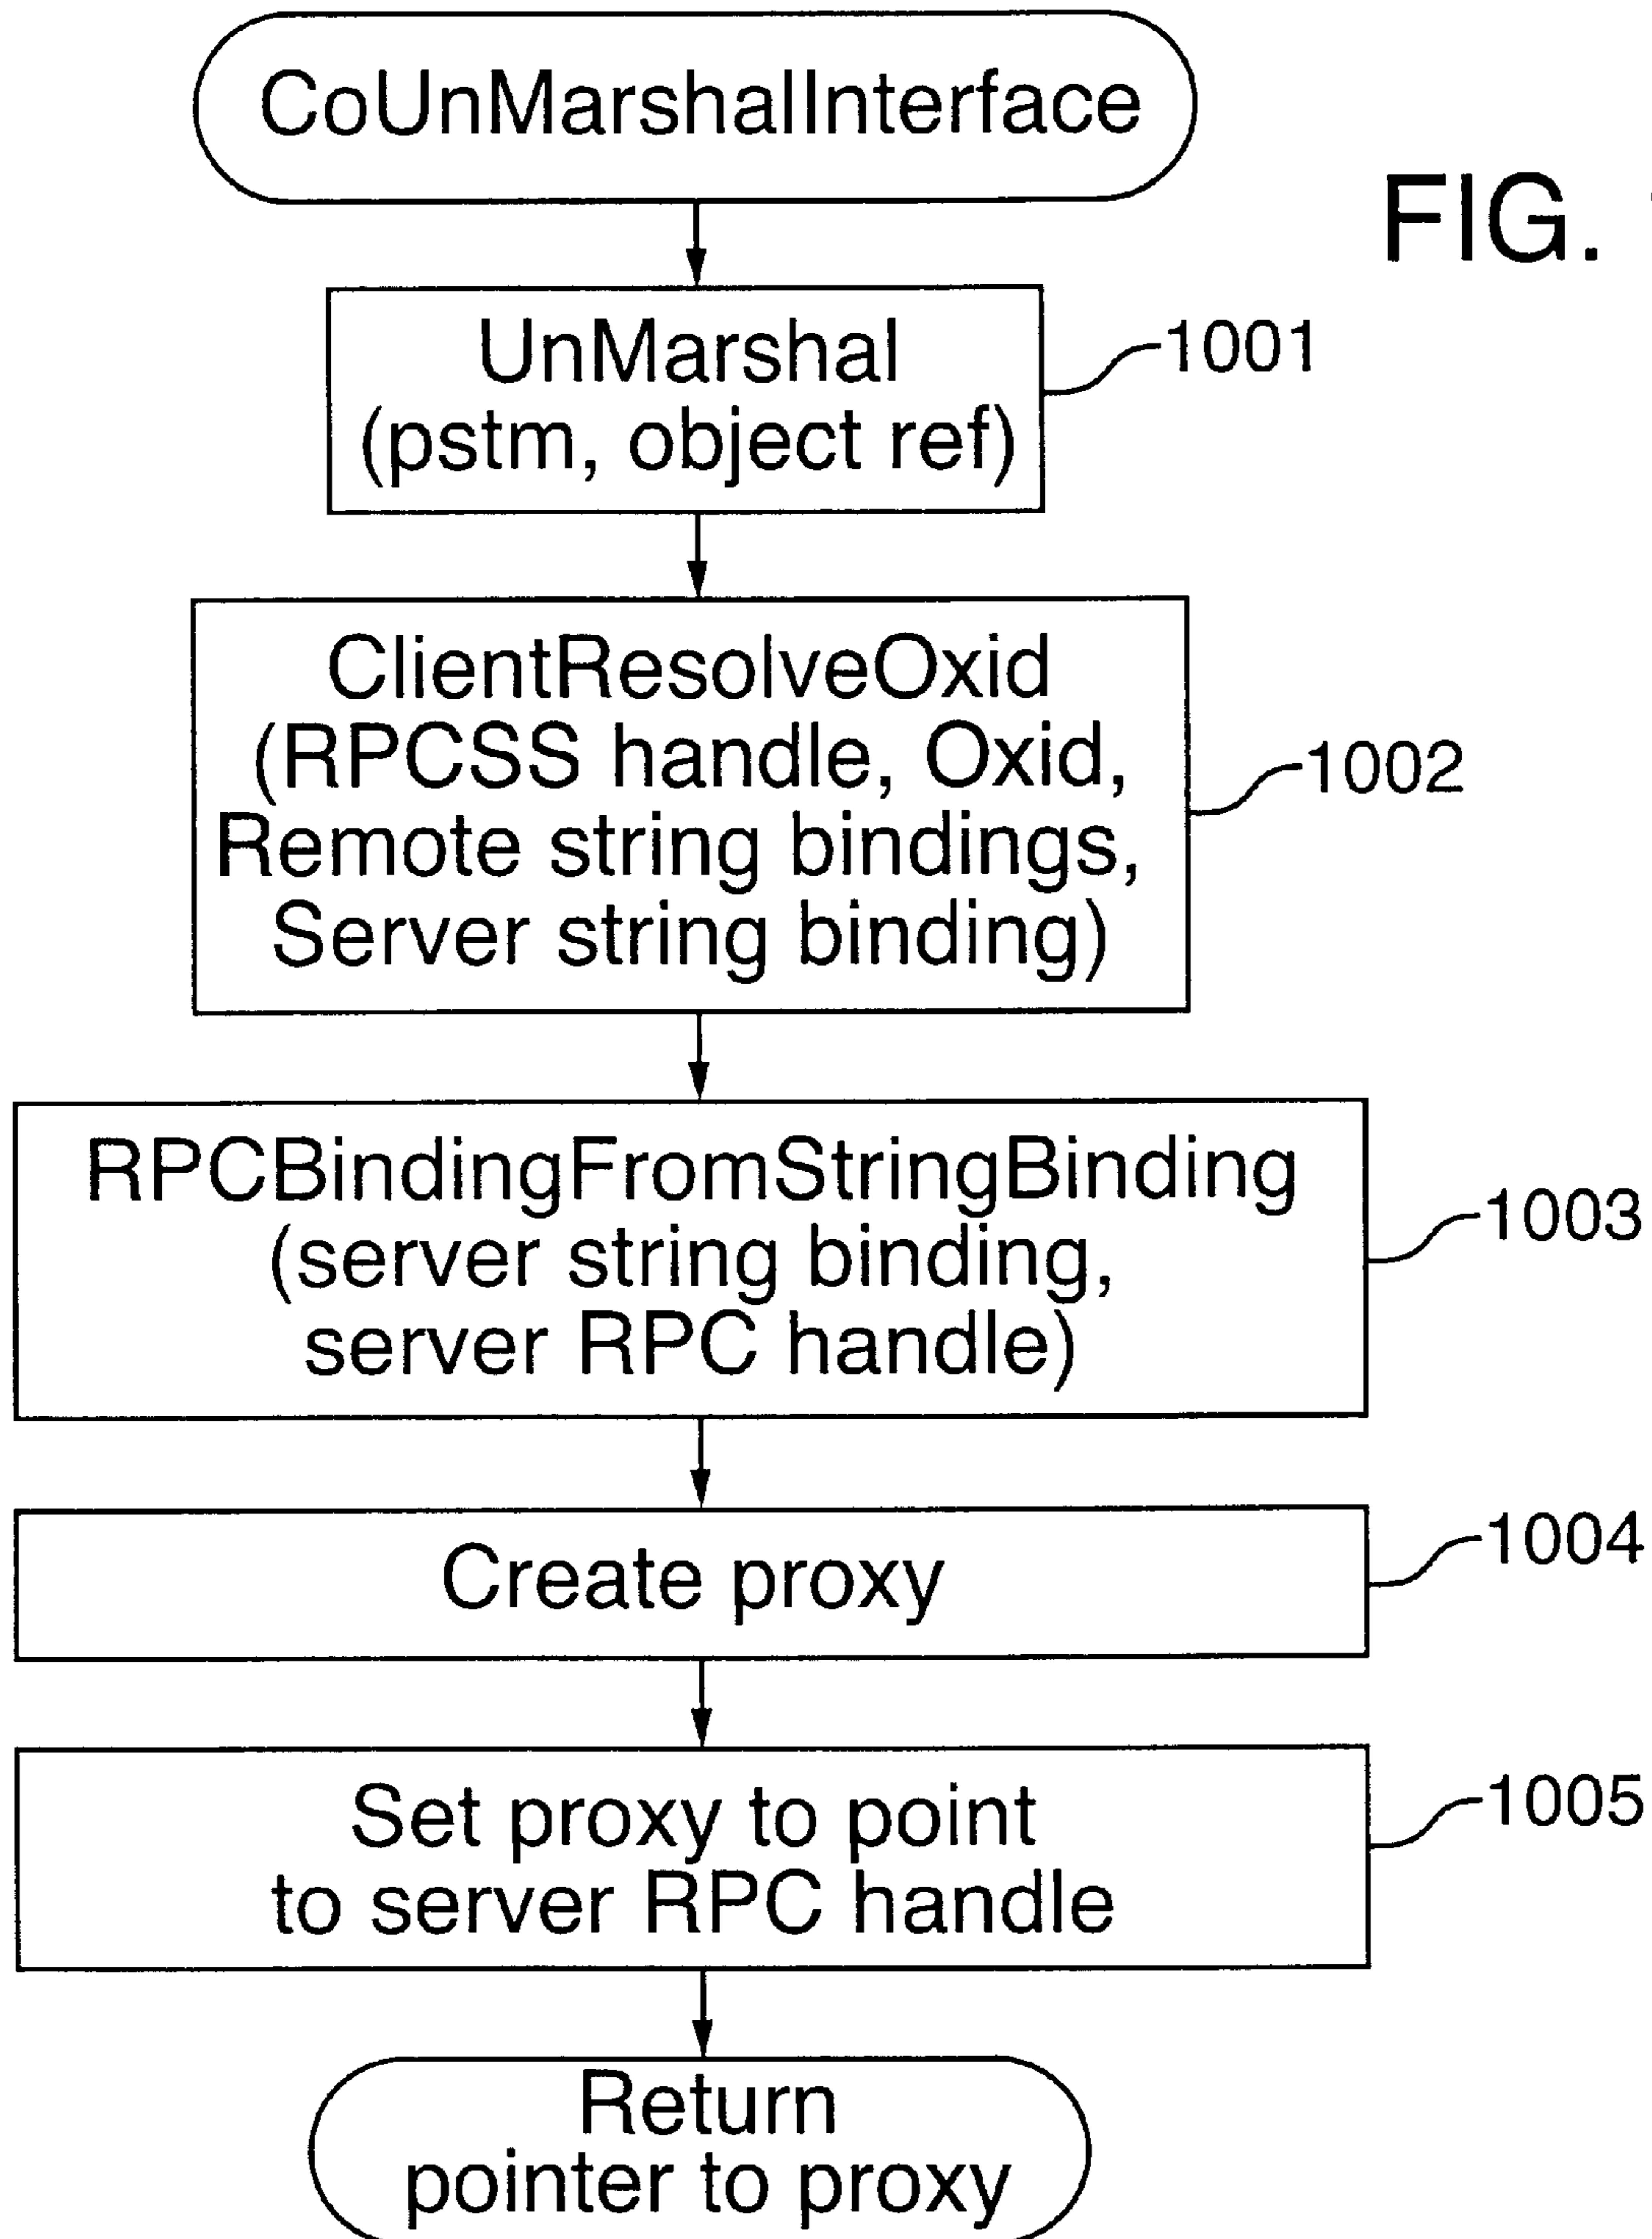 CoUnMarshalInterface
FIG.
UnMarshal
(pstm, object ref)
1001
ClientResolveOxid
(RPCSS handle, Oxid,
Remote string bindings,
Server string binding)
1002
RPCBindingFromStringBinding
(server string binding,
server RPC handle)
1003
Create proxy
1004
Set proxy to point
to server RPC handle
1005
Return
pointer to proxy